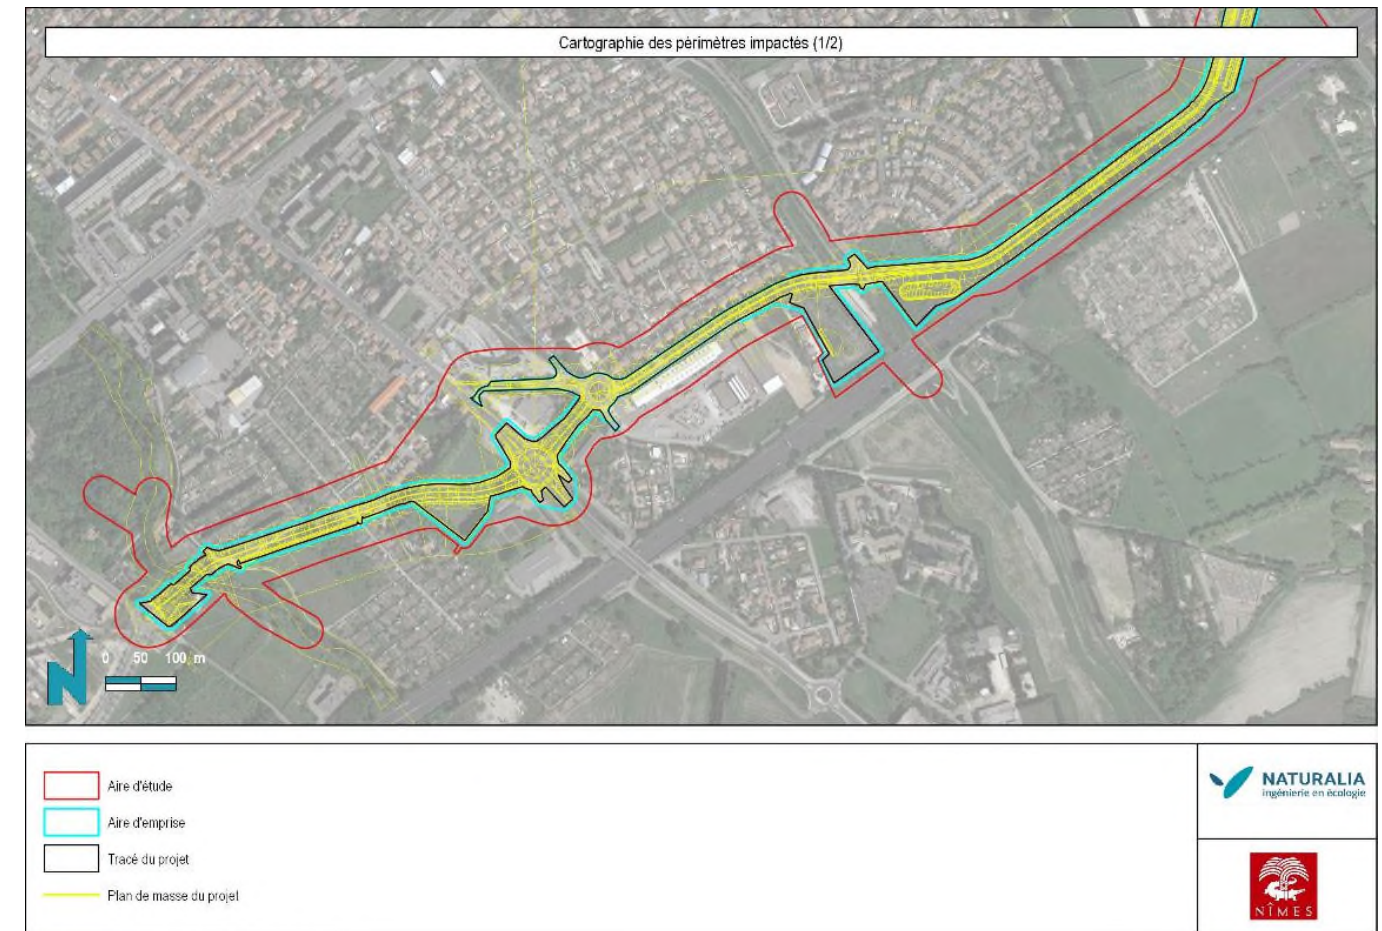 Cartographie des périmètres impactés (1/2)
N
0 50 100 m
Aire d'étude
Aire d'emprise
Tracé du projet
Plan de masse du projet
NATURALIA
ingénierie en écologie
NÎMES